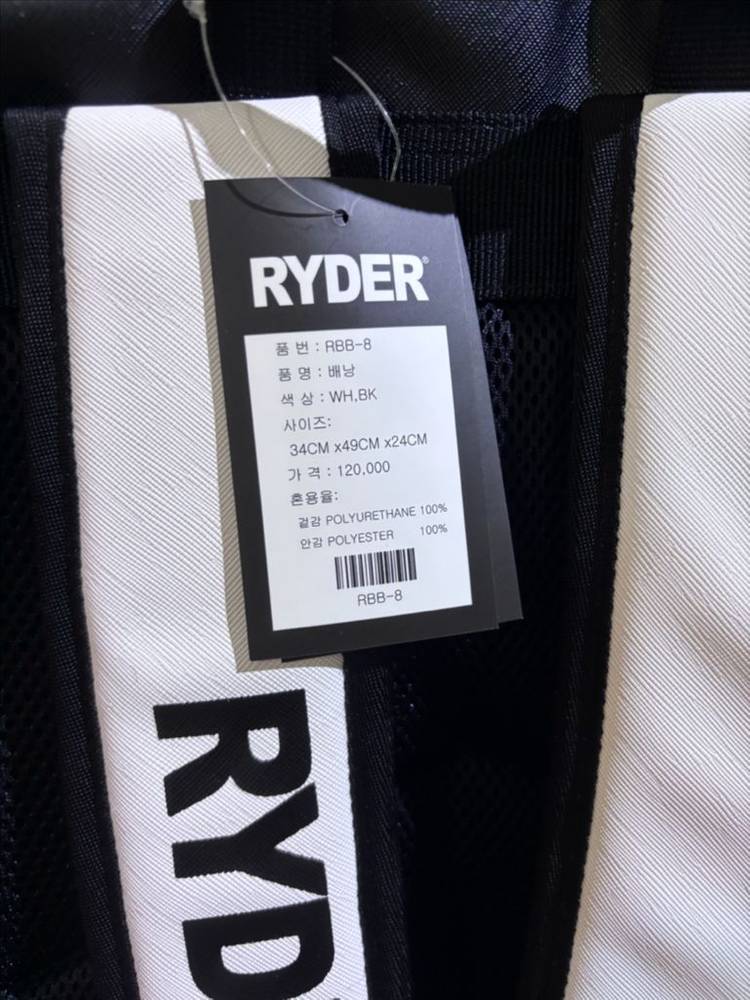 RYDER®
품 번 : RBB-8
품 명 : 배낭
색 상 : WH,BK
사이즈:
34CM x49CM x24CM
가 격 : 120,000
혼용율:
겉감 POLYURETHANE 100%
안감 POLYESTER 100%
RBB-8
RYD